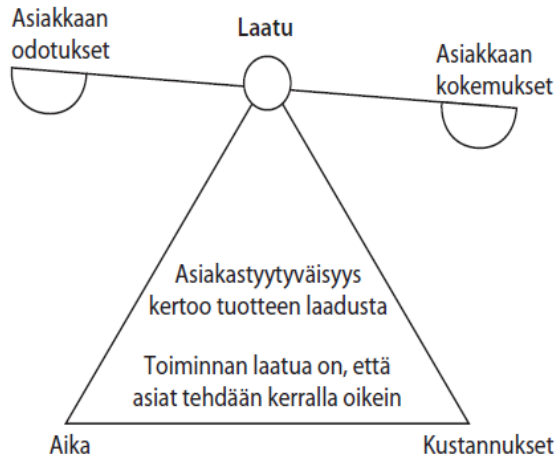 Asiakkaan
odotukset
Laatu
Asiakkaan
kokemukset
Asiakastyytyväisyys
kertoo tuotteen laadusta
Toiminnan laatua on, että
asiat tehdään kerralla oikein
Aika
Kustannukset